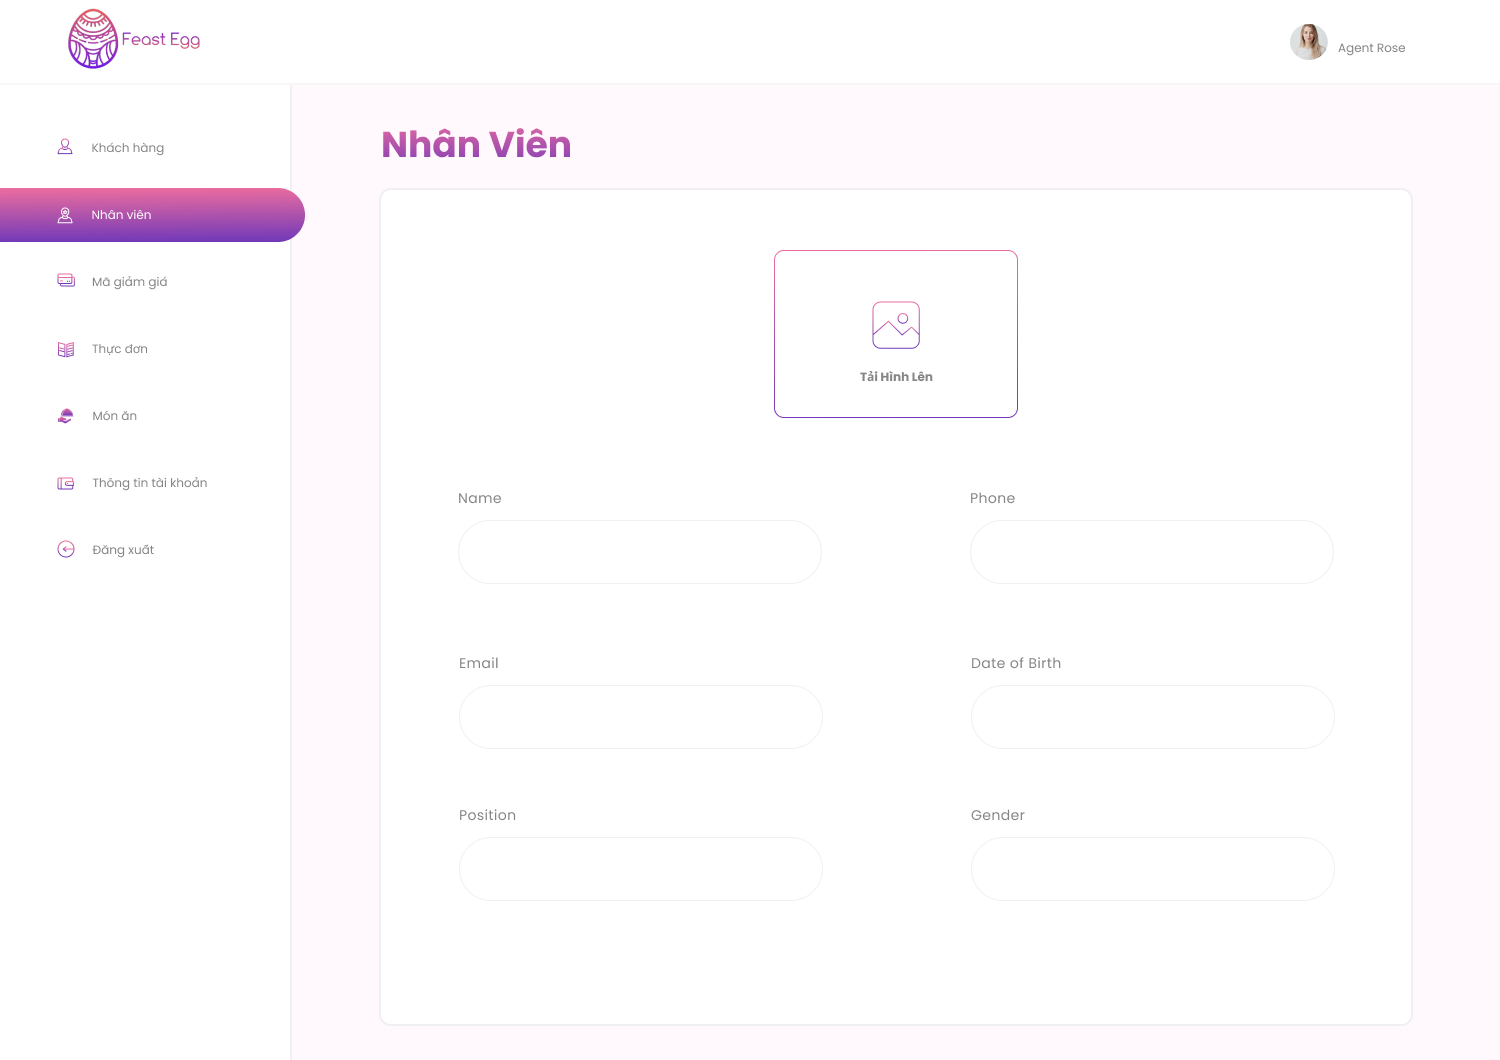 Feast Egg
Agent Rose
Khách hàng
Nhân viên
Mã giảm giá
Thực đơn
Món ăn
Thông tin tài khoản
Đăng xuất
Nhân Viên
Tải Hình Lên
Name
Phone
Email
Date of Birth
Position
Gender